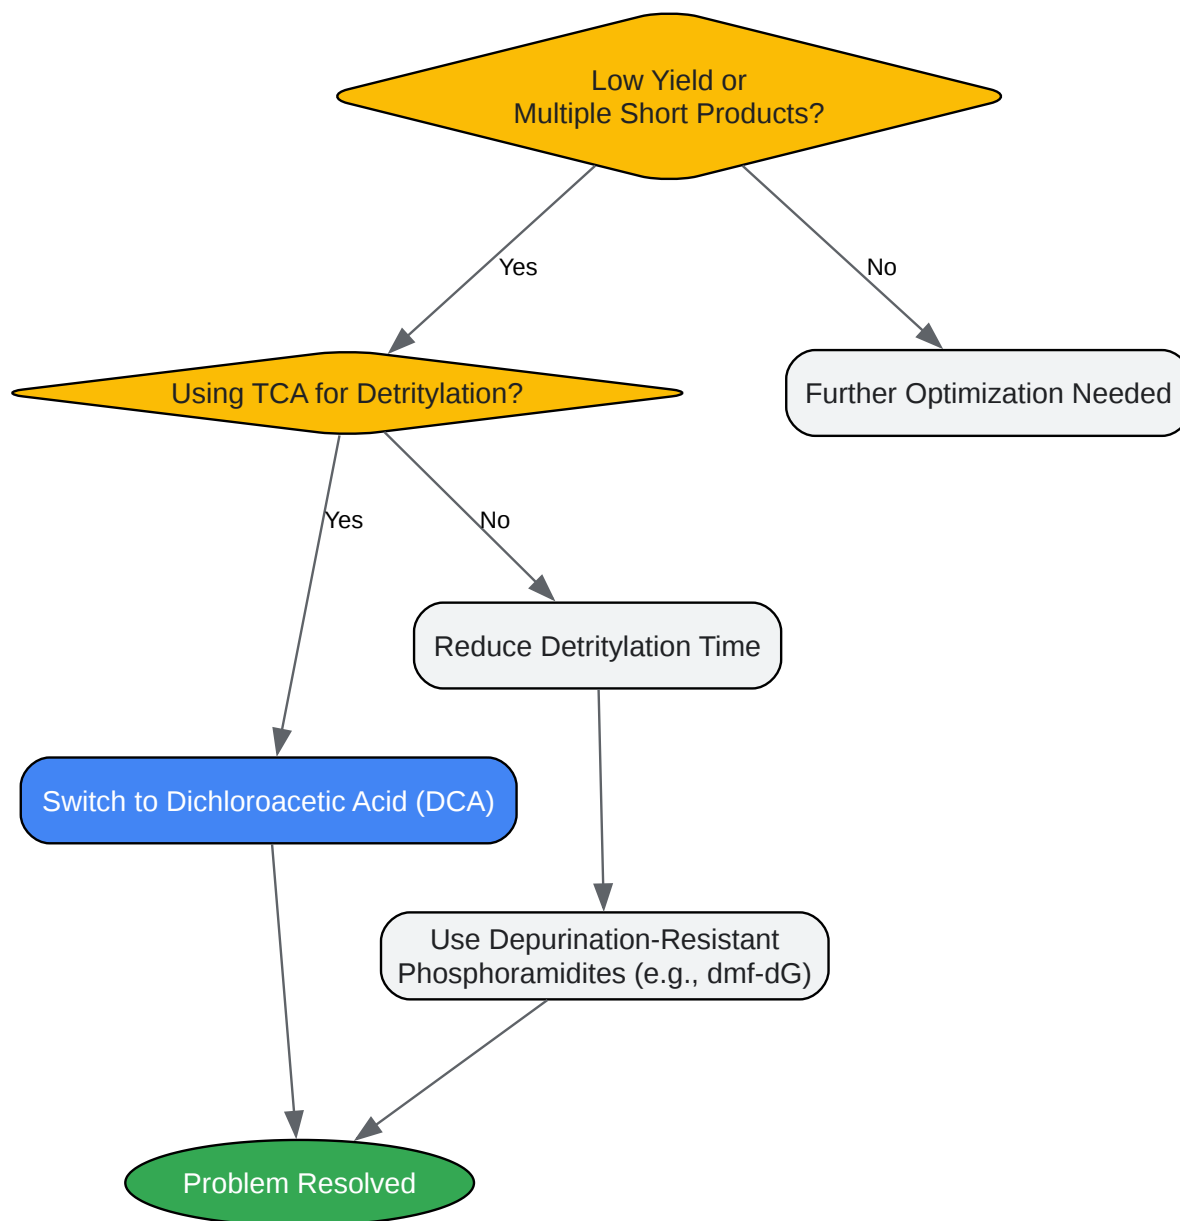 Low Yield or
Multiple Short Products?
Yes
No
Using TCA for Detritylation?
Further Optimization Needed
Yes
No
Reduce Detritylation Time
Switch to Dichloroacetic Acid (DCA)
Use Depurination-Resistant
Phosphoramidites (e.g., dmf-dG)
Problem Resolved